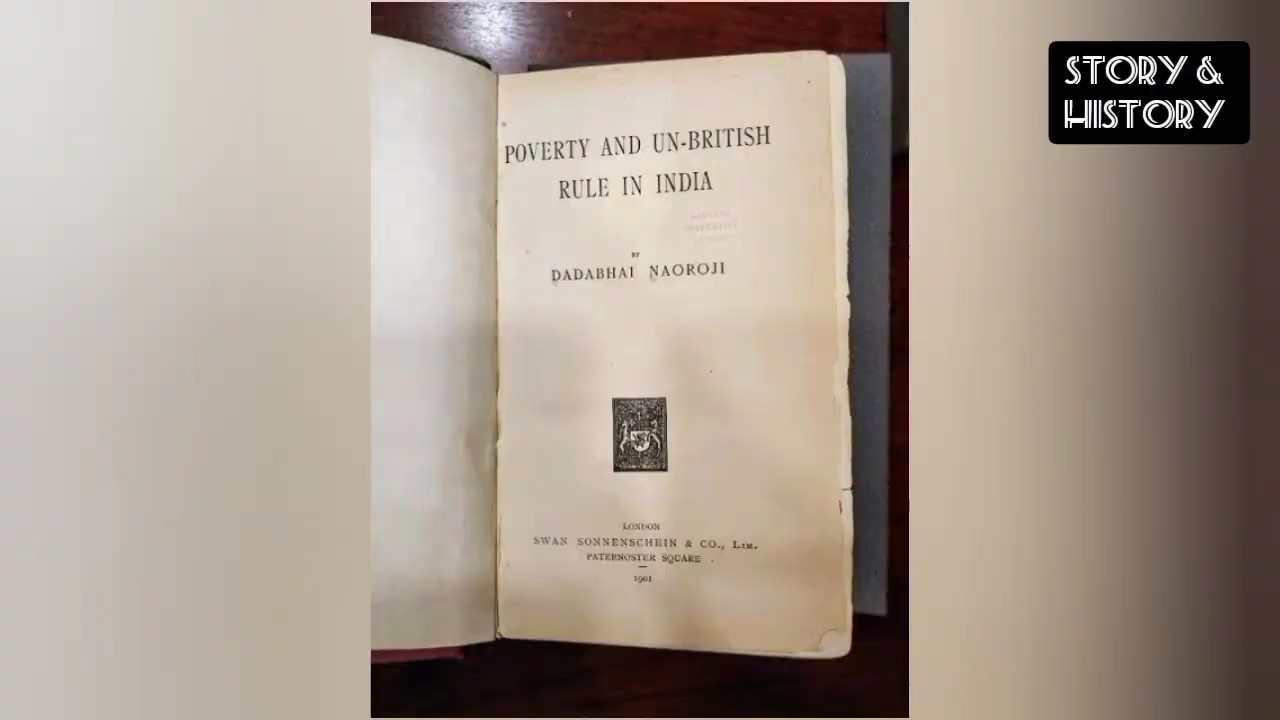 POVERTY AND UN-BRITISH
RULE IN INDIA
BY
DADABHAI NAOROJI
LONDON
SWAN SONNENSCHEIN & CO., LIM.
PATERNOSTER SQUARE
1901
STORY &
HISTORY